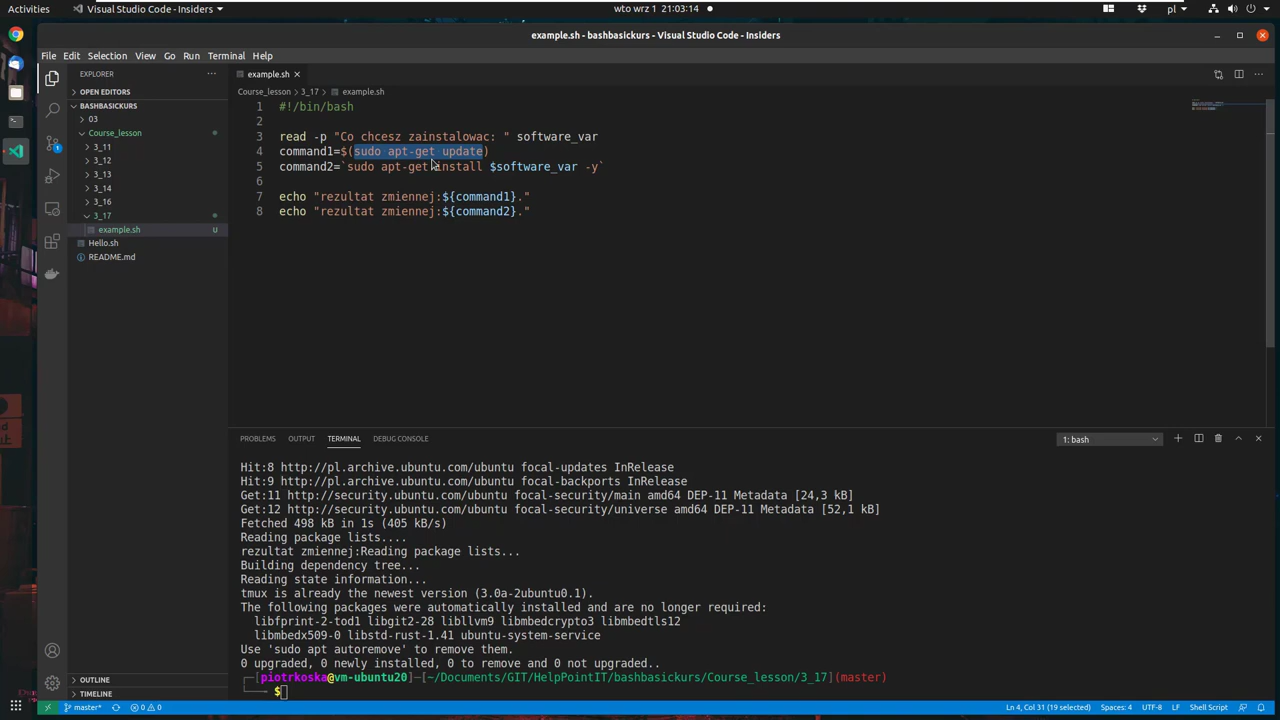 Activities
Visual Studio Code - Insiders
wto wrz 1 21:03:14
pl
example.sh - bashbasickurs - Visual Studio Code - Insiders
File Edit Selection View Go Run Terminal Help
EXPLORER
OPEN EDITORS
BASHBASICKURS
03
Course_lesson
3_11
3_12
3_13
3_14
3_16
3_17
example.sh U
Hello.sh
README.md
OUTLINE
TIMELINE
1
example.sh
Course_lesson > 3_17 > example.sh
1 #!/bin/bash
2
3 read -p "Co chcesz zainstalowac: " software_var
4 command1=$(sudo apt-get update)
5 command2=`sudo apt-get install $software_var -y`
6
7 echo "rezultat zmiennej:${command1}."
8 echo "rezultat zmiennej:${command2}."
PROBLEMS OUTPUT TERMINAL DEBUG CONSOLE
1: bash
Hit:8 http://pl.archive.ubuntu.com/ubuntu focal-updates InRelease
Hit:9 http://pl.archive.ubuntu.com/ubuntu focal-backports InRelease
Get:11 http://security.ubuntu.com/ubuntu focal-security/main amd64 DEP-11 Metadata [24,3 kB]
Get:12 http://security.ubuntu.com/ubuntu focal-security/universe amd64 DEP-11 Metadata [52,1 kB]
Fetched 498 kB in 1s (405 kB/s)
Reading package lists....
rezultat zmiennej:Reading package lists...
Building dependency tree...
Reading state information...
tmux is already the newest version (3.0a-2ubuntu0.1).
The following packages were automatically installed and are no longer required:
libfprint-2-tod1 libgit2-28 libllvm9 libmbedcrypto3 libmbedtls12
libmbedx509-0 libstd-rust-1.41 ubuntu-system-service
Use 'sudo apt autoremove' to remove them.
0 upgraded, 0 newly installed, 0 to remove and 0 not upgraded..
┌─[piotrkoska@vm-ubuntu20]─[~/Documents/GIT/HelpPointIT/bashbasickurs/Course_lesson/3_17](master)
└──╼ $
master* 0 0
Ln 4, Col 31 (19 selected) Spaces: 4 UTF-8 LF Shell Script